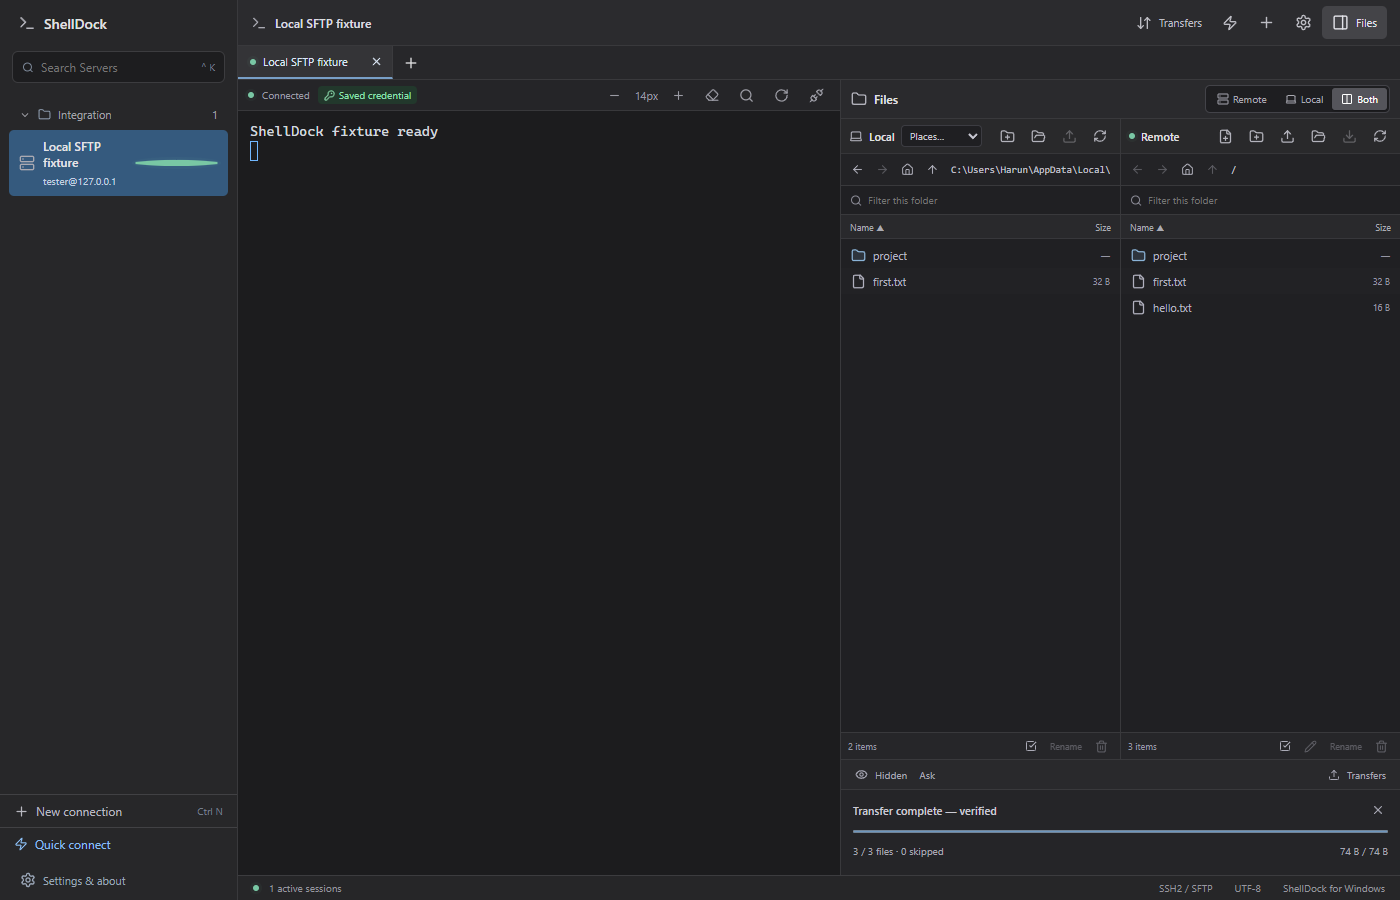 ShellDock
Search Servers ^ K
Integration 1
Local SFTP
fixture
tester@127.0.0.1
New connection Ctrl N
Quick connect
Settings & about
Local SFTP fixture
Transfers
Files
Local SFTP fixture
Connected
Saved credential
14px
ShellDock fixture ready
Files
Remote Local Both
Local Places...
C:\Users\Harun\AppData\Local\
Filter this folder
Name Size
project —
first.txt 32 B
2 items Rename
Remote
/
Filter this folder
Name Size
project —
first.txt 32 B
hello.txt 16 B
3 items Rename
Hidden Ask Transfers
Transfer complete — verified
3 / 3 files · 0 skipped 74 B / 74 B
1 active sessions
SSH2 / SFTP UTF-8 ShellDock for Windows